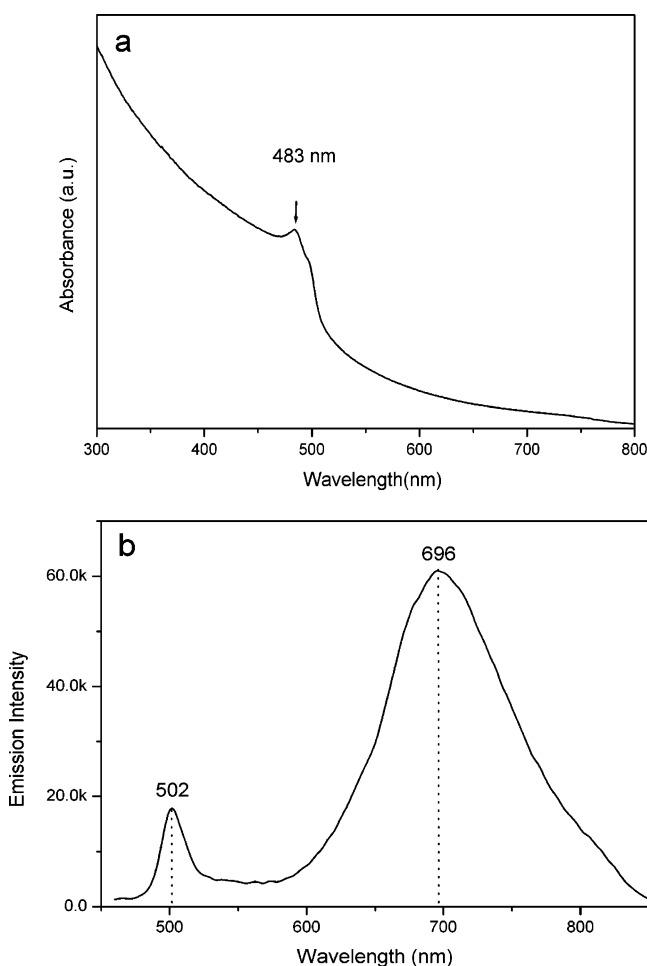 a
483 nm
Absorbance (a.u.)
300 400 500 600 700 800
Wavelength(nm)
b
696
502
60.0k
40.0k
20.0k
0.0
Emission Intensity
500 600 700 800
Wavelength (nm)